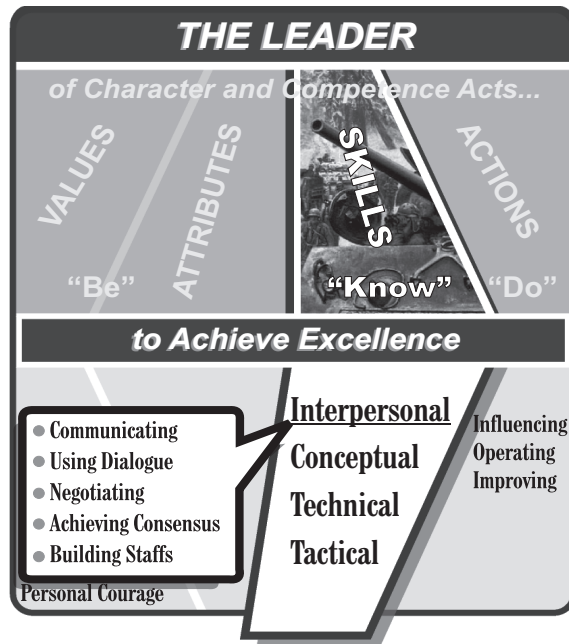 THE LEADER
of Character and Competence Acts...
VALUES
ATTRIBUTES
SKILLS
ACTIONS
“Be”
“Know”
“Do”
to Achieve Excellence
Communicating
Using Dialogue
Negotiating
Achieving Consensus
Building Staffs
Personal Courage
Interpersonal
Conceptual
Technical
Tactical
Influencing
Operating
Improving